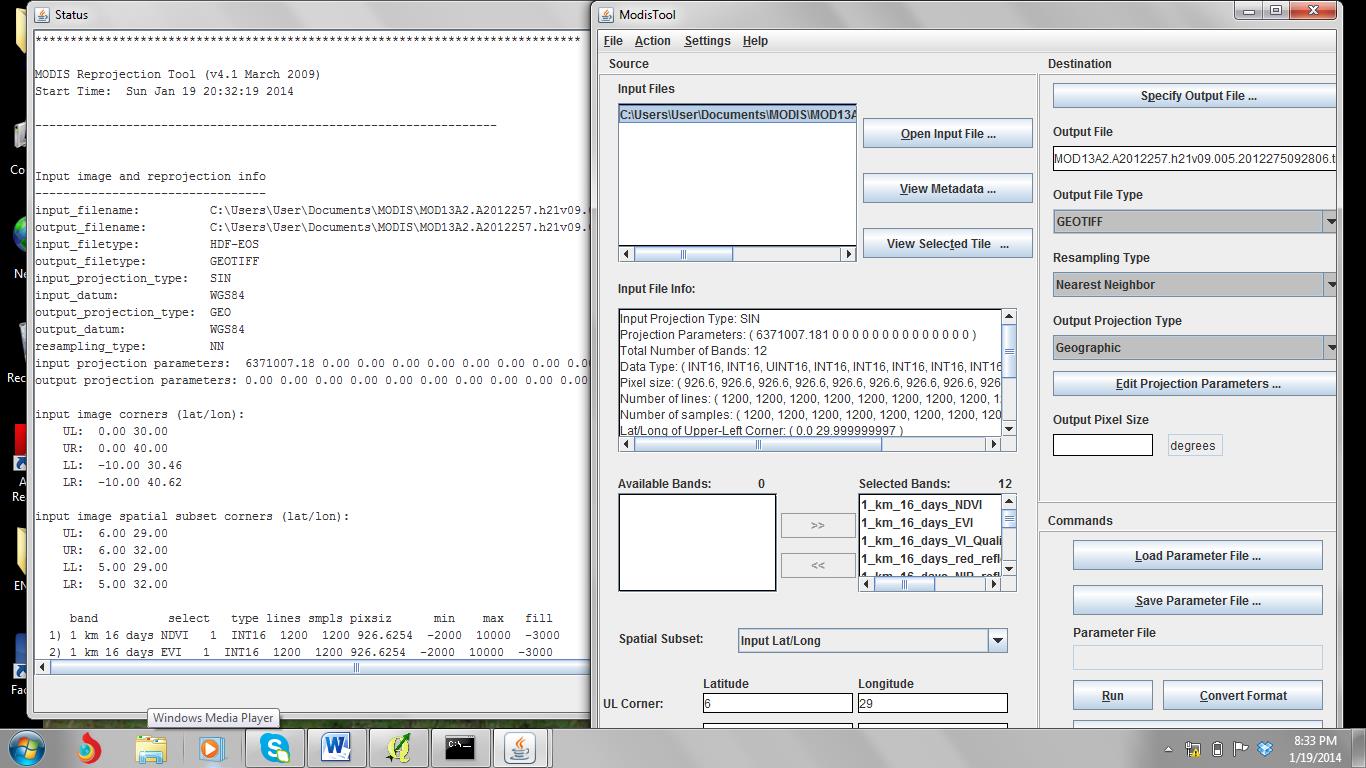 Status
********************************************************************************
MODIS Reprojection Tool (v4.1 March 2009)
Start Time:  Sun Jan 19 20:32:19 2014
------------------------------------------------------------------
Input image and reprojection info
---------------------------------
input_filename:          C:\Users\User\Documents\MODIS\MOD13A2.A2012257.h21v09.
output_filename:         C:\Users\User\Documents\MODIS\MOD13A2.A2012257.h21v09.
input_filetype:          HDF-EOS
output_filetype:         GEOTIFF
input_projection_type:   SIN
input_datum:             WGS84
output_projection_type:  GEO
output_datum:            WGS84
resampling_type:         NN
input projection parameters:  6371007.18 0.00 0.00 0.00 0.00 0.00 0.00 0.00 0.00
output projection parameters: 0.00 0.00 0.00 0.00 0.00 0.00 0.00 0.00 0.00 0.00
input image corners (lat/lon):
UL:  0.00 30.00
UR:  0.00 40.00
LL:  -10.00 30.46
LR:  -10.00 40.62
input image spatial subset corners (lat/lon):
UL:  6.00 29.00
UR:  6.00 32.00
LL:  5.00 29.00
LR:  5.00 32.00
band          select   type lines smpls pixsiz      min    max   fill
1) 1 km 16 days NDVI   1  INT16  1200  1200 926.6254  -2000  10000  -3000
2) 1 km 16 days EVI   1  INT16  1200  1200 926.6254  -2000  10000  -3000
ModisTool
File Action Settings Help
Source
Input Files
C:\Users\User\Documents\MODIS\MOD13A
Open Input File ...
View Metadata ...
View Selected Tile ...
Input File Info:
Input Projection Type: SIN
Projection Parameters: ( 6371007.181 0 0 0 0 0 0 0 0 0 0 0 0 0 0 )
Total Number of Bands: 12
Data Type: ( INT16, INT16, UINT16, INT16, INT16, INT16, INT16, INT16
Pixel size: ( 926.6, 926.6, 926.6, 926.6, 926.6, 926.6, 926.6, 926.6, 926
Number of lines: ( 1200, 1200, 1200, 1200, 1200, 1200, 1200, 1200, 1
Number of samples: ( 1200, 1200, 1200, 1200, 1200, 1200, 1200, 120
Lat/Long of Upper-Left Corner: ( 0.0 29.999999997 )
Available Bands: 0
Selected Bands: 12
1_km_16_days_NDVI
1_km_16_days_EVI
1_km_16_days_VI_Quali
1_km_16_days_red_refl
1_km_16_days_NIR_refl
>>
<<
Spatial Subset: Input Lat/Long
Latitude Longitude
UL Corner: 6 29
Destination
Specify Output File ...
Output File
MOD13A2.A2012257.h21v09.005.2012275092806.t
Output File Type
GEOTIFF
Resampling Type
Nearest Neighbor
Output Projection Type
Geographic
Edit Projection Parameters ...
Output Pixel Size
degrees
Commands
Load Parameter File ...
Save Parameter File ...
Parameter File
Run
Convert Format
Co
Ne
Rec
A
Re
EN
Fac
Windows Media Player
8:33 PM
1/19/2014